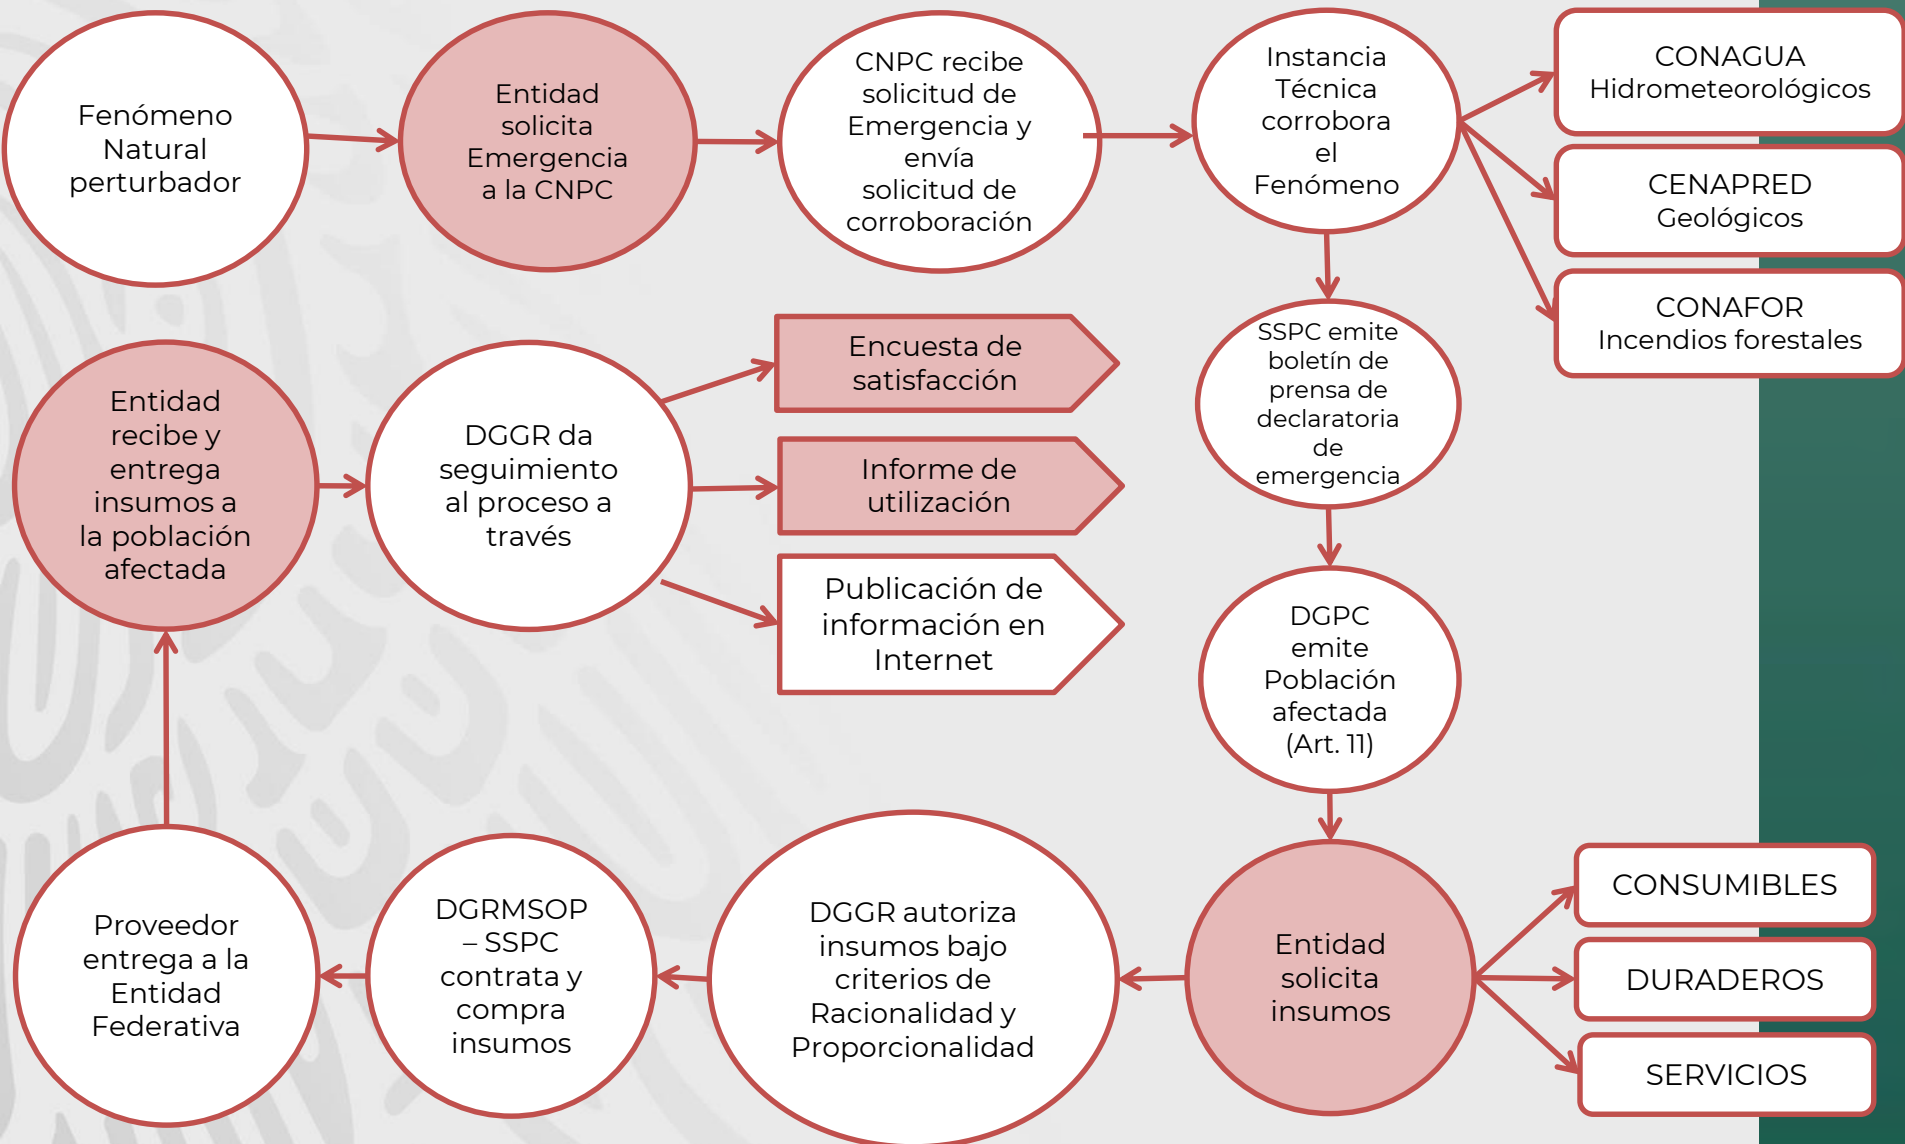 Fenómeno
Natural
perturbador
Entidad
solicita
Emergencia
a la CNPC
CNPC recibe
solicitud de
Emergencia y
envía
solicitud de
corroboración
Instancia
Técnica
corrobora
el
Fenómeno
CONAGUA
Hidrometeorológicos
CENAPRED
Geológicos
CONAFOR
Incendios forestales
SSPC emite
boletín de
prensa de
declaratoria
de
emergencia
DGPC
emite
Población
afectada
(Art. 11)
Entidad
solicita
insumos
CONSUMIBLES
DURADEROS
SERVICIOS
DGGR autoriza
insumos bajo
criterios de
Racionalidad y
Proporcionalidad
DGRMSOP
– SSPC
contrata y
compra
insumos
Proveedor
entrega a la
Entidad
Federativa
Entidad
recibe y
entrega
insumos a
la población
afectada
DGGR da
seguimiento
al proceso a
través
Encuesta de
satisfacción
Informe de
utilización
Publicación de
información en
Internet